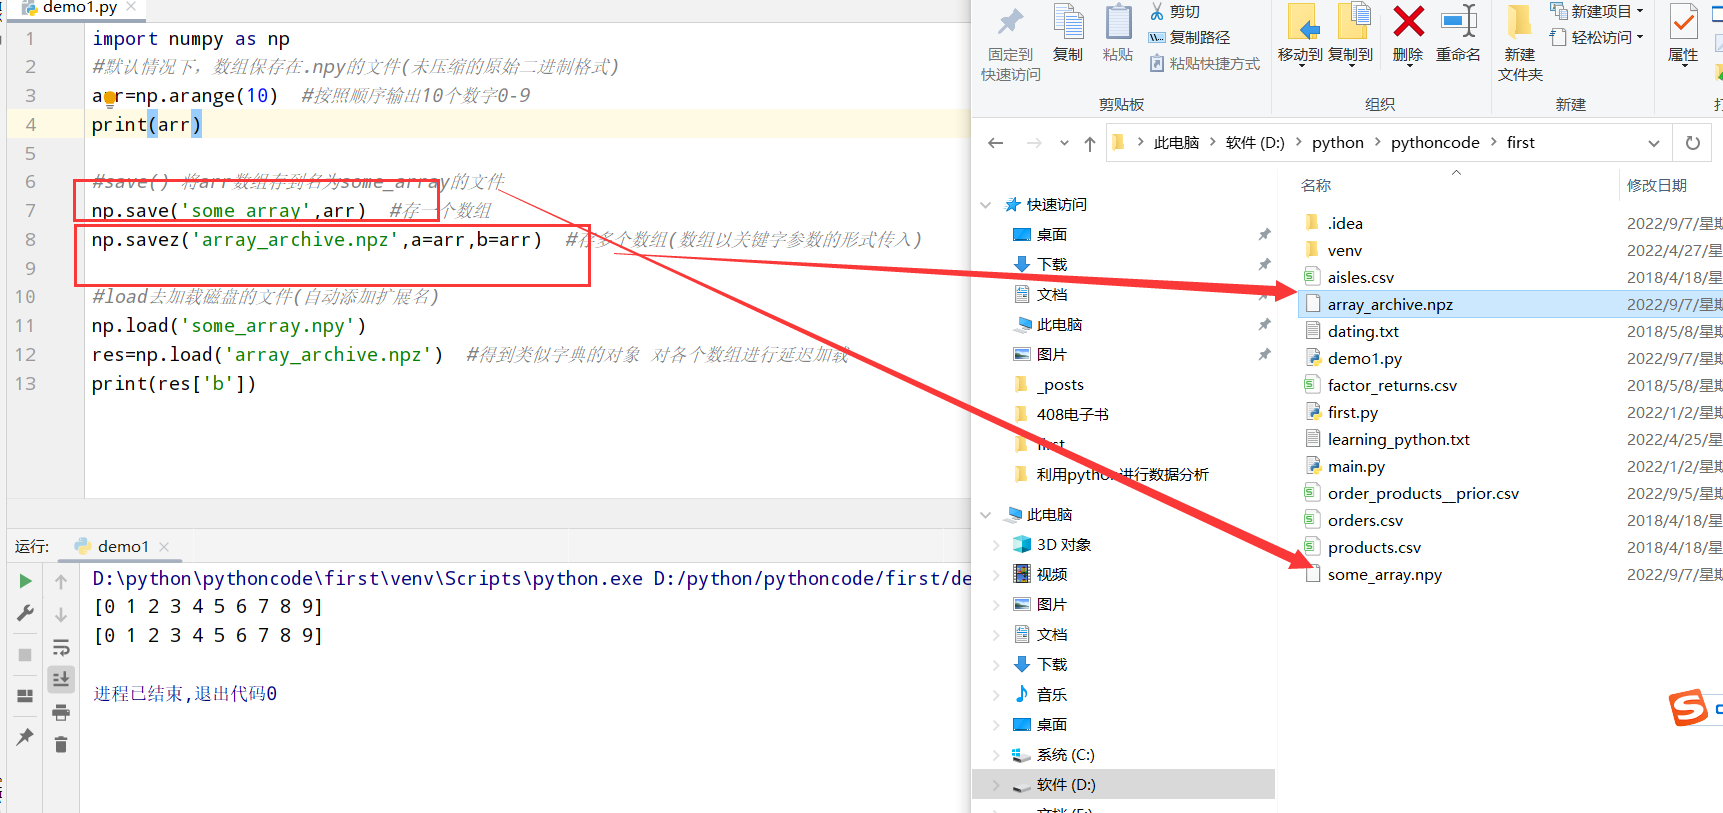 demo1.py
1 import numpy as np
2 #默认情况下，数组保存在.npy的文件(未压缩的原始二进制格式)
3 arr=np.arange(10) #按照顺序输出10个数字0-9
4 print(arr)
5
6 #save() 将arr数组存到名为some_array的文件
7 np.save('some_array',arr) #存一个数组
8 np.savez('array_archive.npz',a=arr,b=arr) #存多个数组(数组以关键字参数的形式传入)
9
10 #load去加载磁盘的文件(自动添加扩展名)
11 np.load('some_array.npy')
12 res=np.load('array_archive.npz') #得到类似字典的对象 对各个数组进行延迟加载
13 print(res['b'])
运行: demo1
D:\python\pythoncode\first\venv\Scripts\python.exe D:/python/pythoncode/first/de
[0 1 2 3 4 5 6 7 8 9]
[0 1 2 3 4 5 6 7 8 9]
进程已结束,退出代码0
固定到
快速访问
复制
粘贴
剪切
复制路径
粘贴快捷方式
剪贴板
移动到
复制到
删除
重命名
组织
新建
文件夹
新建项目
轻松访问
新建
属性
此电脑 软件 (D:) python pythoncode first
快速访问
桌面
下载
文档
此电脑
图片
_posts
408电子书
first
利用python进行数据分析
此电脑
3D 对象
视频
图片
文档
下载
音乐
桌面
系统 (C:)
软件 (D:)
名称 修改日期
.idea 2022/9/7/星期
venv 2022/4/27/星
aisles.csv 2018/4/18/星
array_archive.npz 2022/9/7/星期
dating.txt 2018/5/8/星期
demo1.py 2022/9/7/星期
factor_returns.csv 2018/5/8/星期
first.py 2022/1/2/星期
learning_python.txt 2022/4/25/星
main.py 2022/1/2/星期
order_products__prior.csv 2022/9/5/星期
orders.csv 2018/4/18/星
products.csv 2018/4/18/星
some_array.npy 2022/9/7/星期